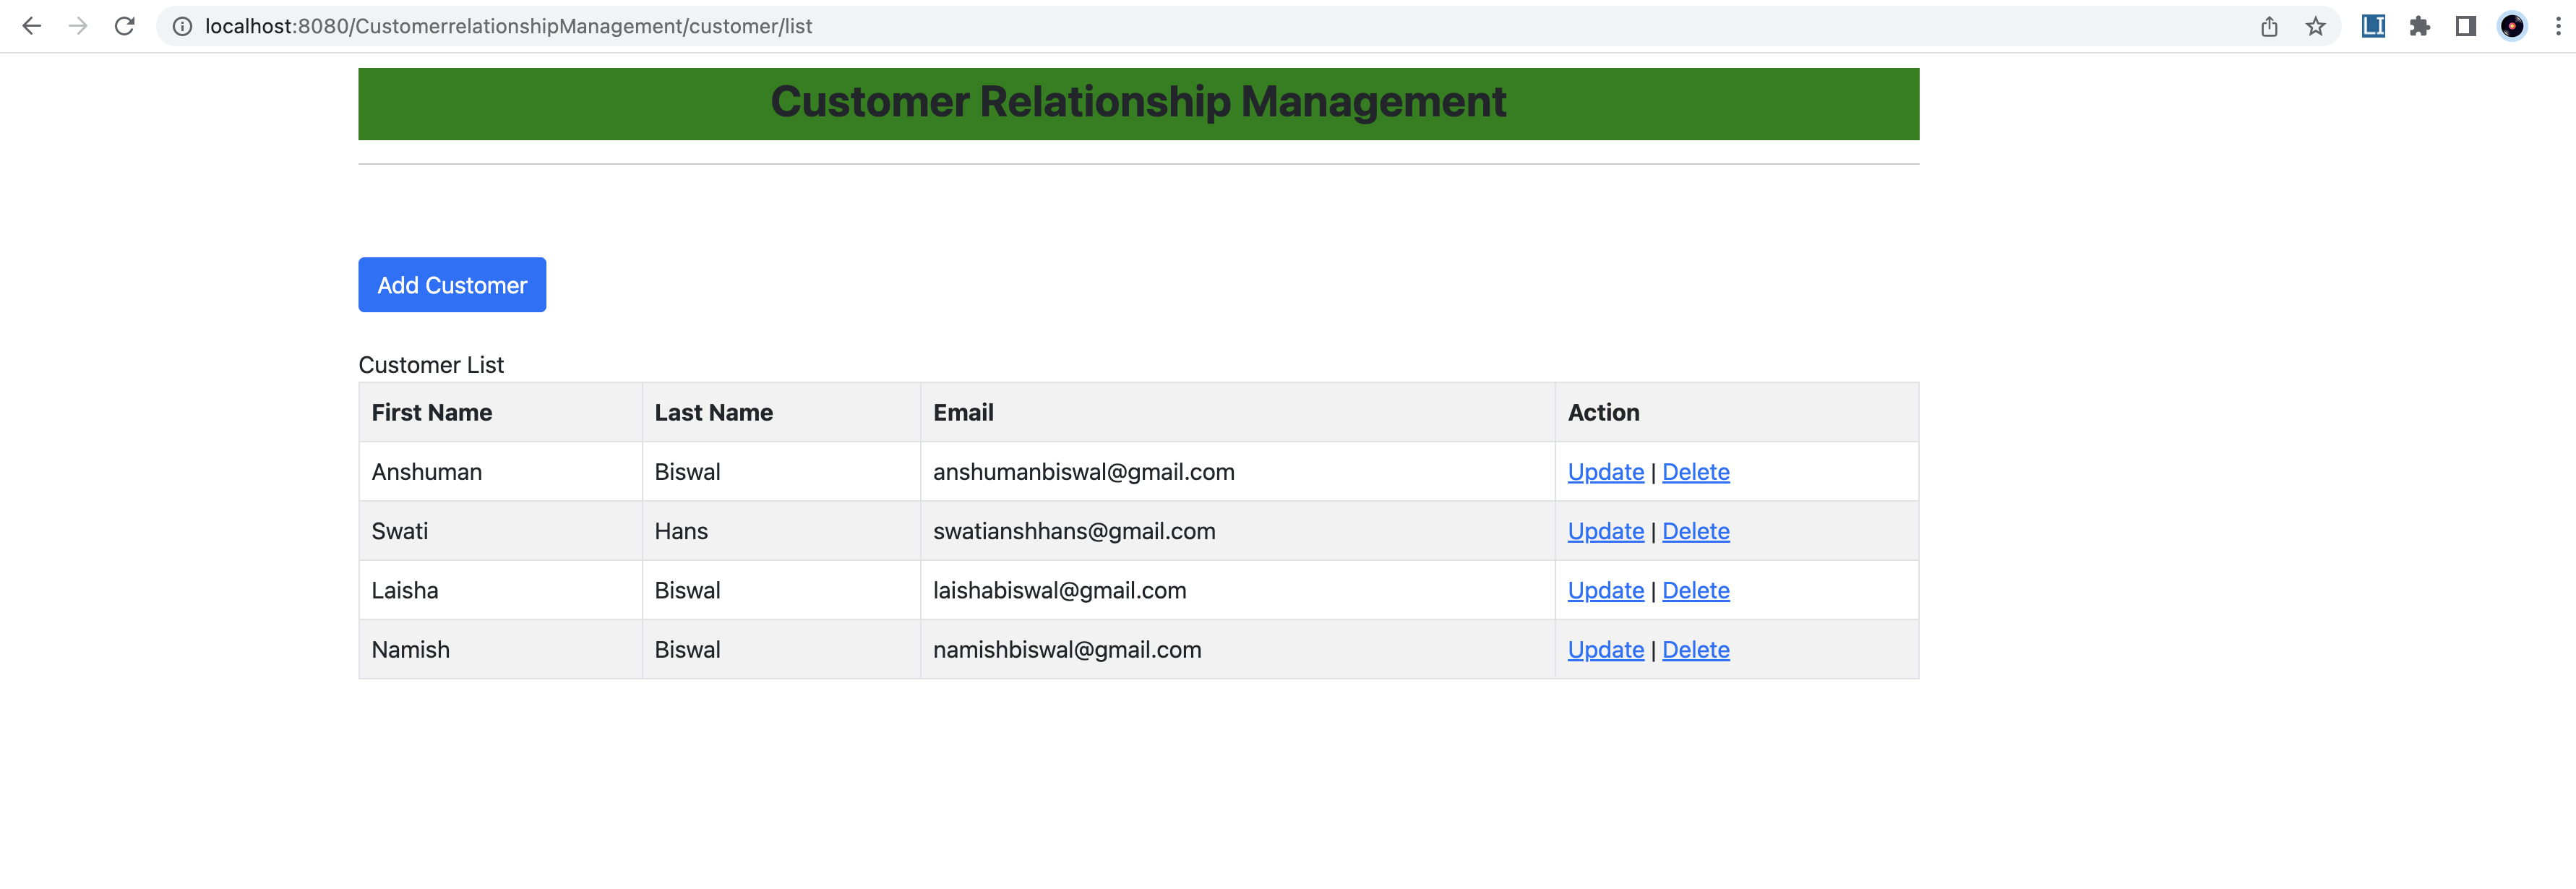 localhost:8080/CustomerrelationshipManagement/customer/list
LI
Customer Relationship Management
Add Customer
Customer List
First Name Last Name Email Action
Anshuman Biswal anshumanbiswal@gmail.com Update | Delete
Swati Hans swatianshhans@gmail.com Update | Delete
Laisha Biswal laishabiswal@gmail.com Update | Delete
Namish Biswal namishbiswal@gmail.com Update | Delete